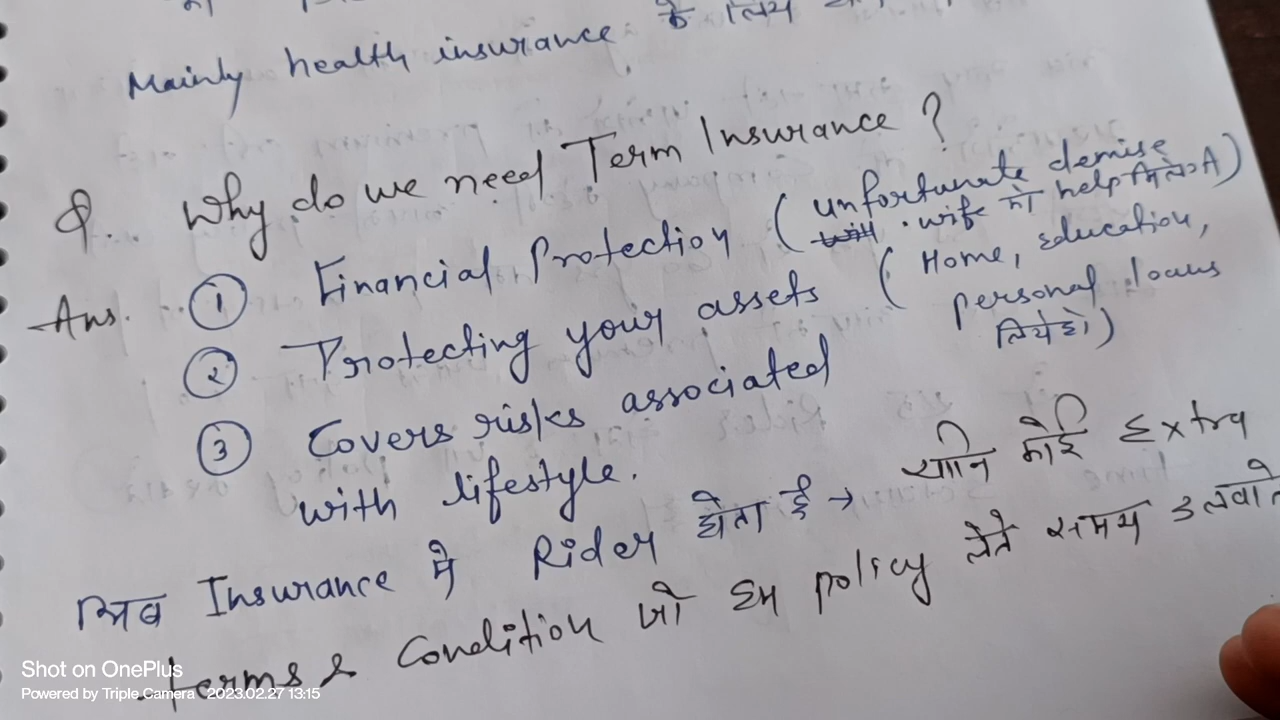 Mainly health insurance के लिए
Q. Why do we need Term Insurance ?
Ans. ① Financial Protection ( unfortunate demise
wife को help मिले )
② Protecting your assets ( Home, education,
personal loans
लिये हो )
③ Covers risks associated
with lifestyle.
अब Insurance में Rider होता है → यानि कोई Extra
terms & Condition जो हम policy लेते समय डलवाते
Shot on OnePlus
Powered by Triple Camera 2023.02.27 13:15